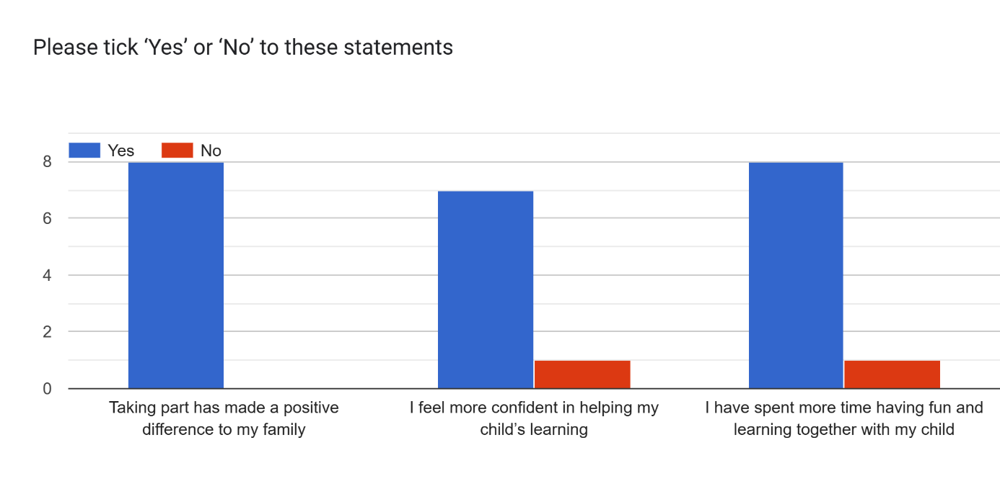 Please tick ‘Yes’ or ‘No’ to these statements
Yes No
8
6
4
2
0
Taking part has made a positive
difference to my family
I feel more confident in helping my
child’s learning
I have spent more time having fun and
learning together with my child